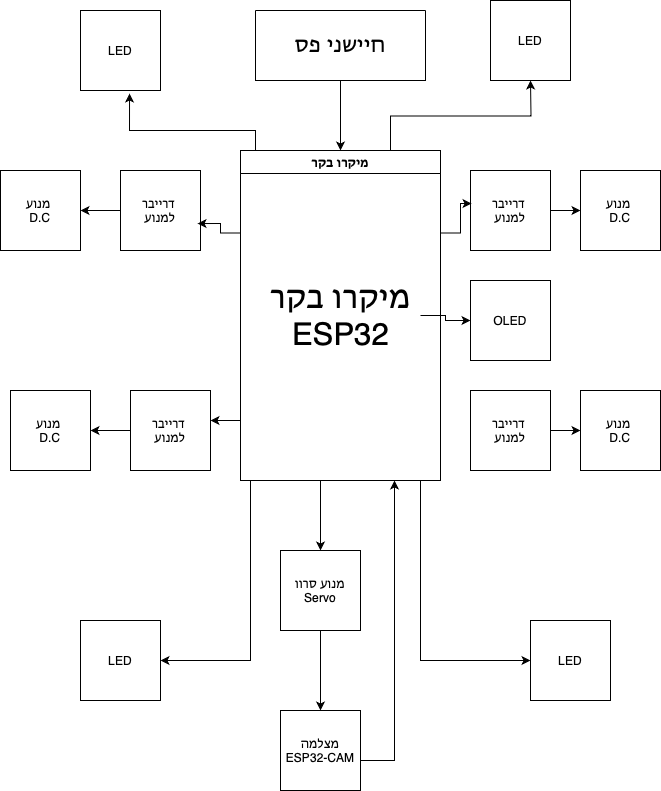 LED
חיישני פס
LED
מיקרו בקר
מנוע
D.C
דרייבר
למנוע
דרייבר
למנוע
מנוע
D.C
מיקרו בקר
ESP32
OLED
מנוע
D.C
דרייבר
למנוע
דרייבר
למנוע
מנוע
D.C
מנוע סרוו
Servo
LED
LED
מצלמה
ESP32-CAM